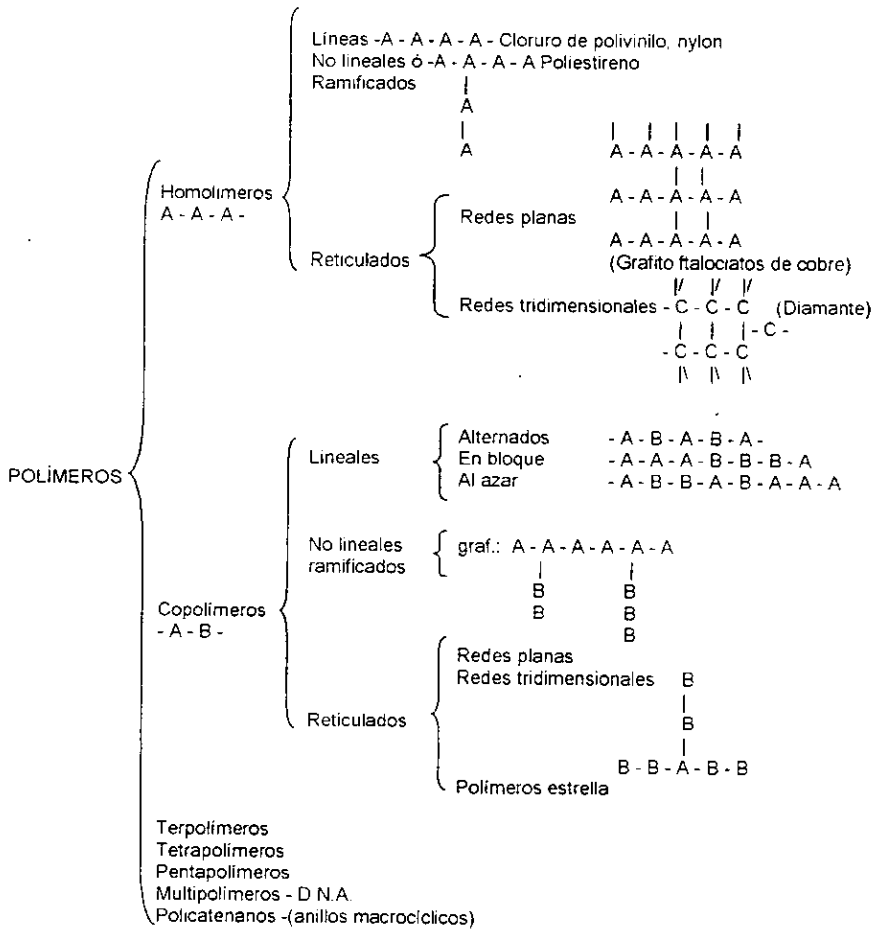 Líneas -A - A - A - A - Cloruro de polivinilo, nylon
No lineales ó -A - A - A - A Poliestireno
Ramificados
A
A
A - A - A - A - A
Homolímeros
A - A - A -
A - A - A - A - A
Redes planas
A - A - A - A - A
Reticulados
(Grafito ftalociatos de cobre)
Redes tridimensionales - C - C - C (Diamante)
- C -
- C - C - C
POLÍMEROS
Lineales
Alternados - A - B - A - B - A -
En bloque - A - A - A - B - B - B - A
Al azar - A - B - B - A - B - A - A - A
No lineales
ramificados
graf.: A - A - A - A - A - A
B B
B B
B
Copolímeros
- A - B -
Redes planas
Redes tridimensionales B
Reticulados
B
B - B - A - B - B
Polímeros estrella
Terpolímeros
Tetrapolímeros
Pentapolímeros
Multipolímeros - D N.A.
Policatenanos -(anillos macrocíclicos)